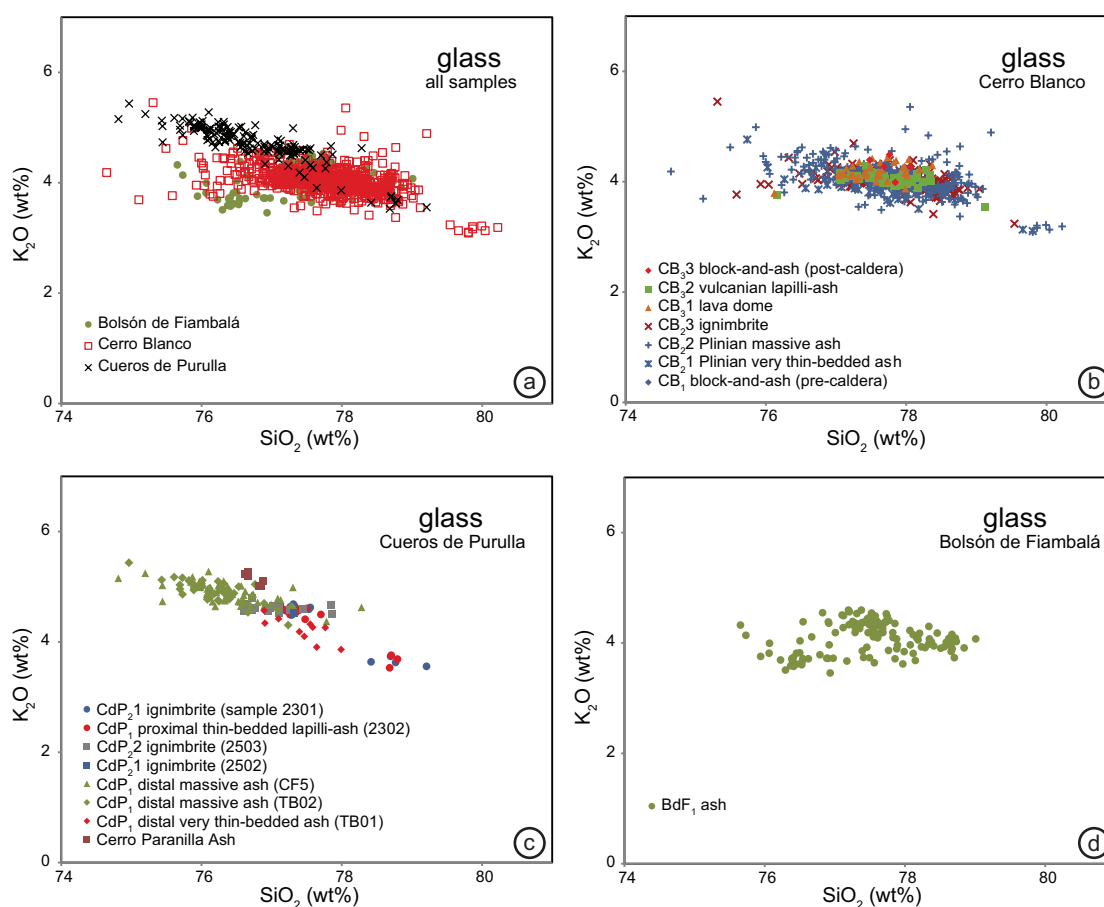 glass
all samples
6
4
2
0
K₂O (wt%)
Bolsón de Fiambalá
Cerro Blanco
Cueros de Purulla
a
74 76 78 80
SiO₂ (wt%)
glass
Cerro Blanco
6
4
2
0
K₂O (wt%)
CB₃3 block-and-ash (post-caldera)
CB₃2 vulcanian lapilli-ash
CB₃1 lava dome
CB₂3 ignimbrite
CB₂2 Plinian massive ash
CB₂1 Plinian very thin-bedded ash
CB₁ block-and-ash (pre-caldera)
b
74 76 78 80
SiO₂ (wt%)
glass
Cueros de Purulla
6
4
2
0
K₂O (wt%)
CdP₂1 ignimbrite (sample 2301)
CdP₁ proximal thin-bedded lapilli-ash (2302)
CdP₂2 ignimbrite (2503)
CdP₂1 ignimbrite (2502)
CdP₁ distal massive ash (CF5)
CdP₁ distal massive ash (TB02)
CdP₁ distal very thin-bedded ash (TB01)
Cerro Paranilla Ash
c
74 76 78 80
SiO₂ (wt%)
glass
Bolsón de Fiambalá
6
4
2
0
K₂O (wt%)
BdF₁ ash
d
74 76 78 80
SiO₂ (wt%)